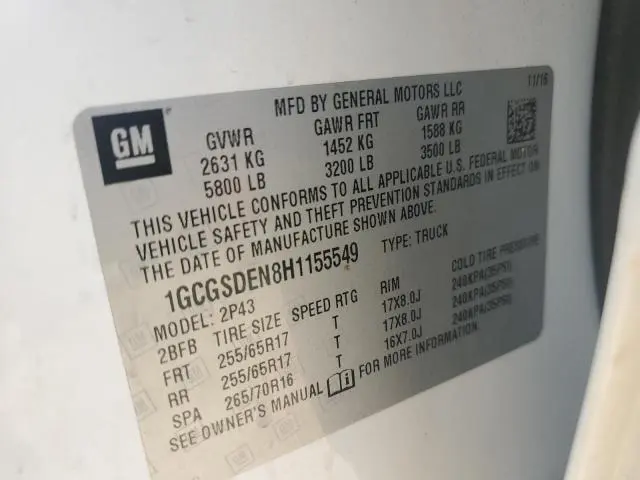 MFD BY GENERAL MOTORS LLC 11/16
GM
GVWR GAWR FRT GAWR RR
2631 KG 1452 KG 1588 KG
5800 LB 3200 LB 3500 LB
THIS VEHICLE CONFORMS TO ALL APPLICABLE U.S. FEDERAL MOTOR
VEHICLE SAFETY AND THEFT PREVENTION STANDARDS IN EFFECT ON
THE DATE OF MANUFACTURE SHOWN ABOVE.
1GCGSDEN8H1155549 TYPE: TRUCK
MODEL: 2P43 COLD TIRE PRESSURE
2BFB TIRE SIZE SPEED RTG RIM
FRT 255/65R17 T 17X8.0J 240KPA(35PSI)
RR 255/65R17 T 17X8.0J 240KPA(35PSI)
SPA 265/70R16 T 16X7.0J 240KPA(35PSI)
SEE OWNER'S MANUAL FOR MORE INFORMATION